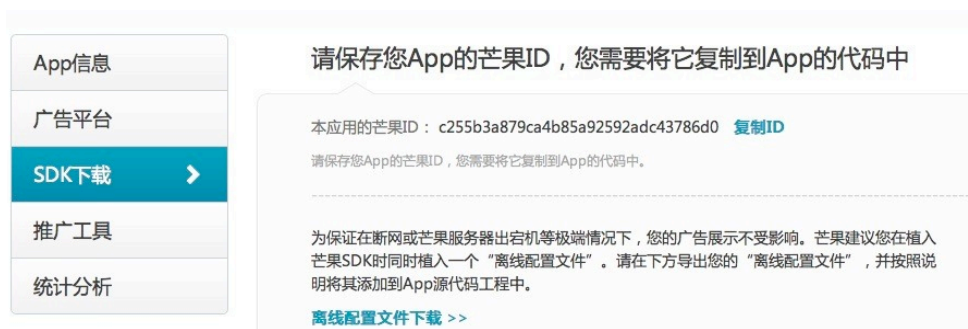 App信息
广告平台
SDK下载
推广工具
统计分析
请保存您App的芒果ID，您需要将它复制到App的代码中
本应用的芒果ID： c255b3a879ca4b85a92592adc43786d0 复制ID
请保存您App的芒果ID，您需要将它复制到App的代码中。
为保证在断网或芒果服务器出宕机等极端情况下，您的广告展示不受影响。芒果建议您在植入
芒果SDK时同时植入一个“离线配置文件”。请在下方导出您的“离线配置文件”，并按照说
明将其添加到App源代码工程中。
离线配置文件下载 >>